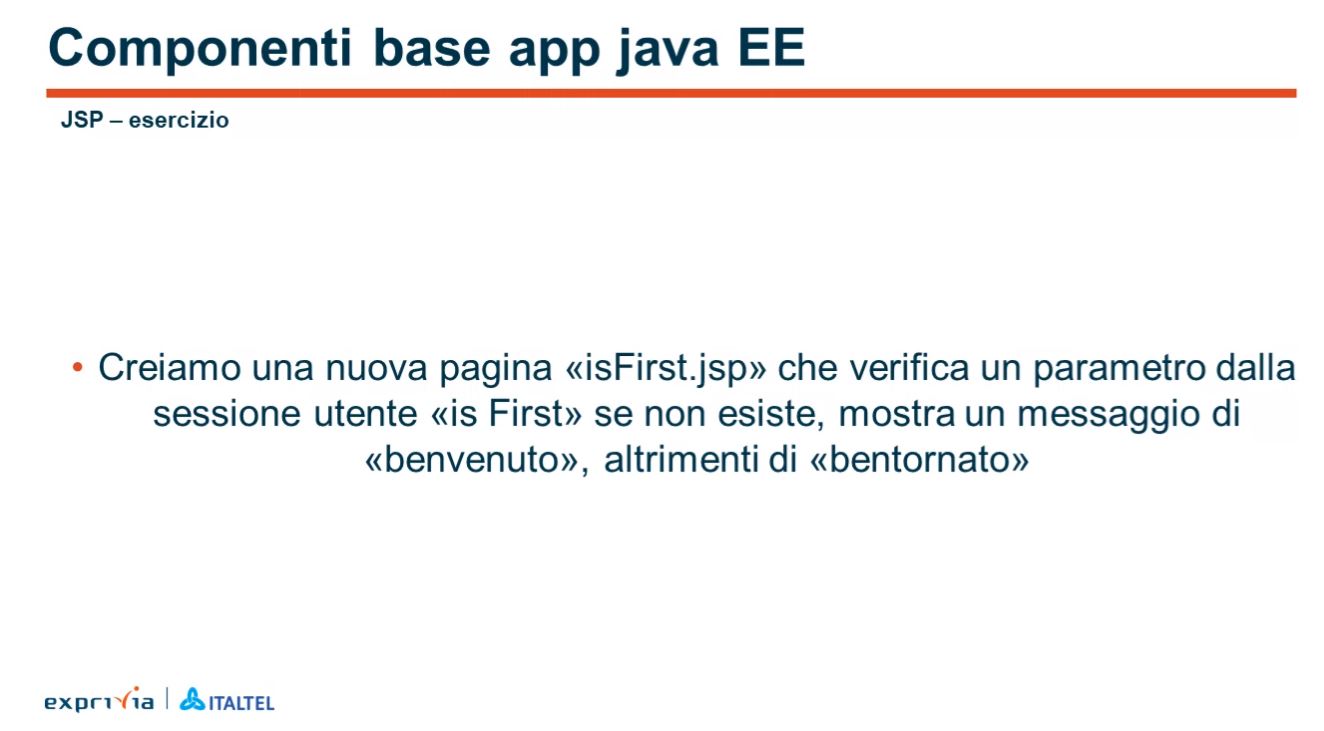 Componenti base app java EE
JSP – esercizio
• Creiamo una nuova pagina «isFirst.jsp» che verifica un parametro dalla
sessione utente «is First» se non esiste, mostra un messaggio di
«benvenuto», altrimenti di «bentornato»
exprivia | ITALTEL